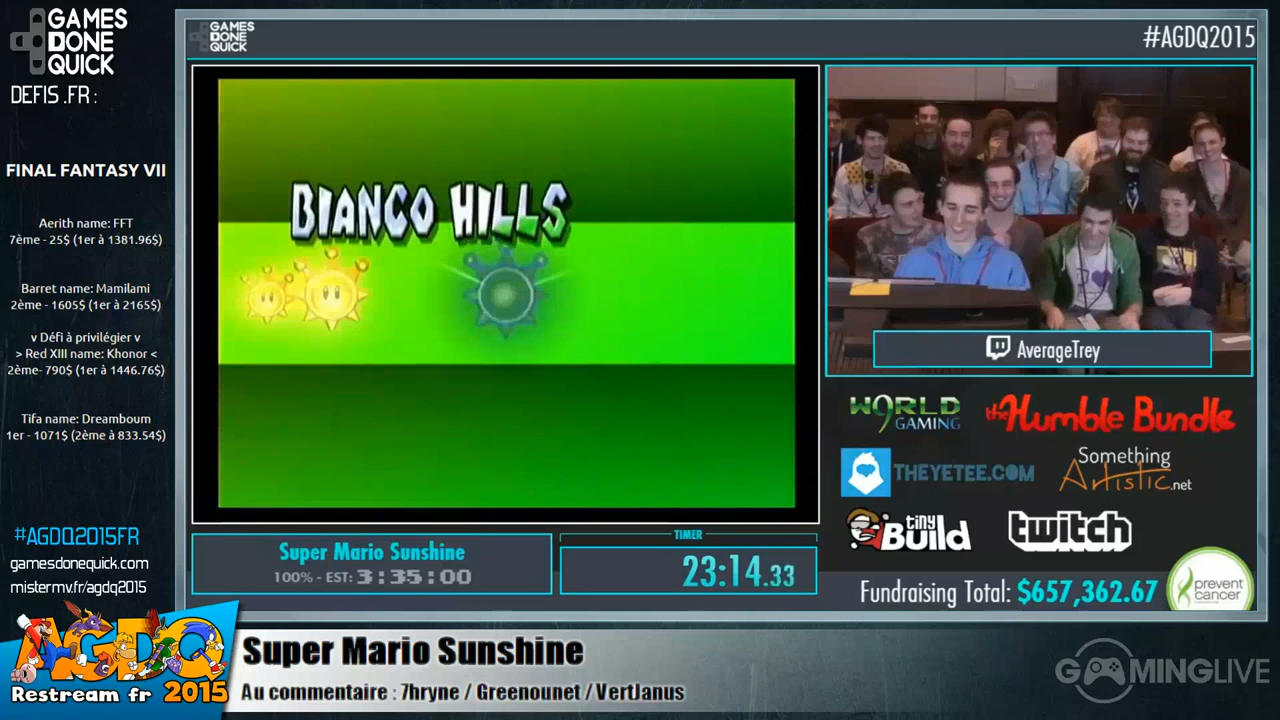 GAMES
DONE
QUICK
DEFIS .FR :
FINAL FANTASY VII
Aerith name: FFT
7ème - 25$ (1er à 1381.96$)
Barret name: Mamilami
2ème - 1605$ (1er à 2165$)
v Défi à privilégier v
> Red XIII name: Khonor <
2ème- 790$ (1er à 1446.76$)
Tifa name: Dreamboum
1er - 1071$ (2ème à 833.54$)
#AGDQ2015FR
gamesdonequick.com
mistermv.fr/agdq2015
AGDQ
Restream fr 2015
GAMES
DONE
QUICK
#AGDQ2015
BIANCO HILLS
AverageTrey
WORLD
GAMING
the Humble Bundle
THEYETEE.COM
Something
Artistic.net
tiny
Build
twitch
Super Mario Sunshine
100% - EST: 3:35:00
TIMER
23:14.33
Fundraising Total: $657,362.67
prevent
cancer
Super Mario Sunshine
Au commentaire : 7hryne / Greenounet / VertJanus
GAMINGLIVE